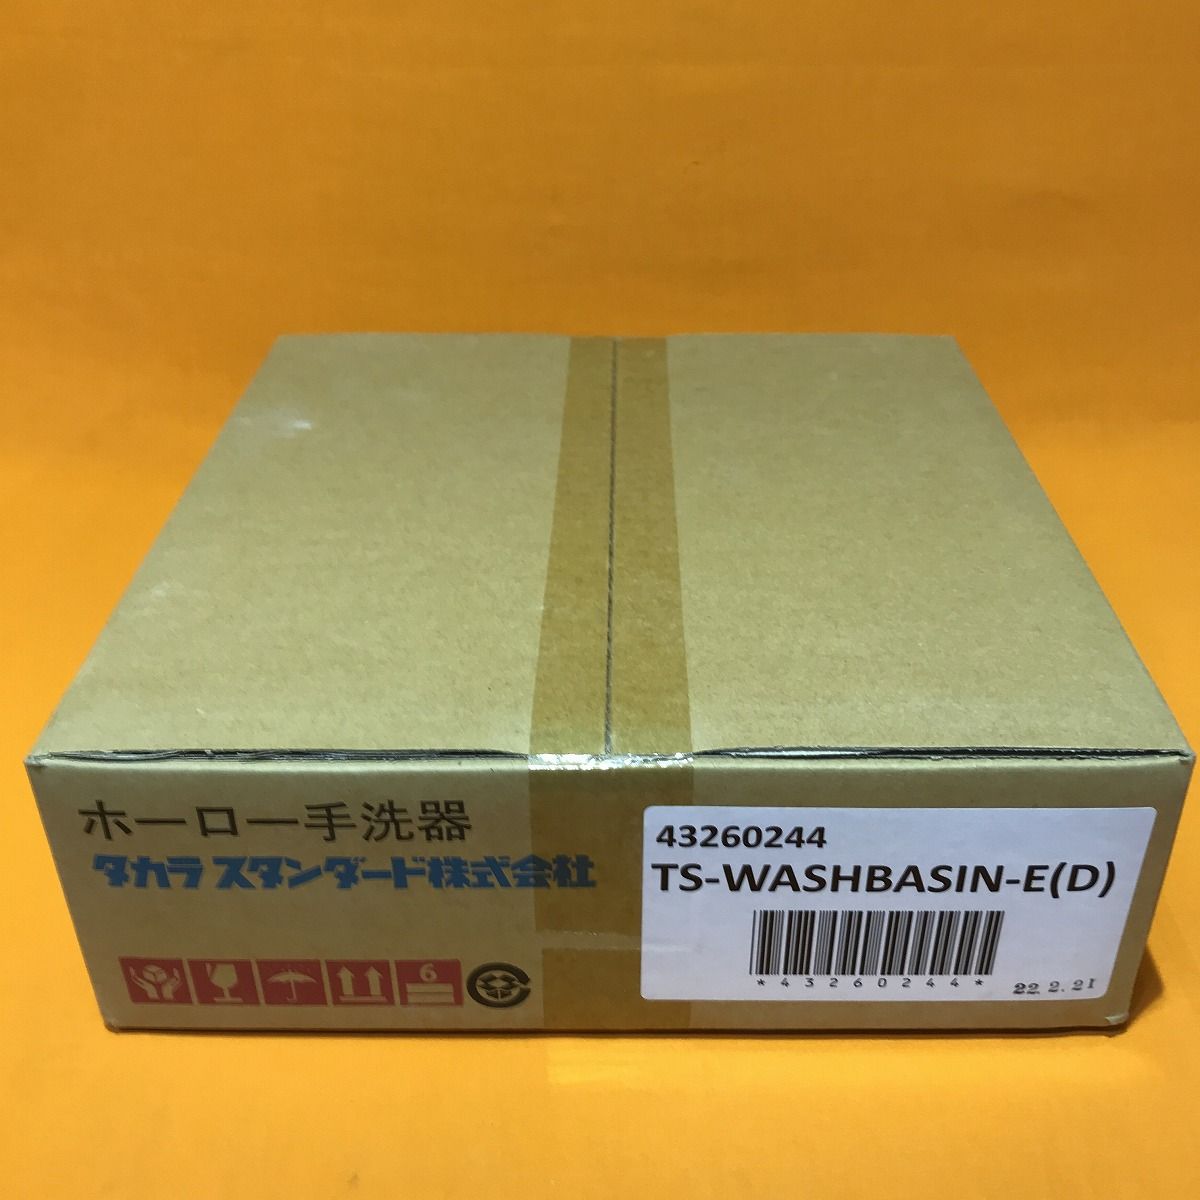 ホーロー手洗器
タカラスタンダード株式会社
6
43260244
TS-WASHBASIN-E(D)
*43260244*
22. 2. 21